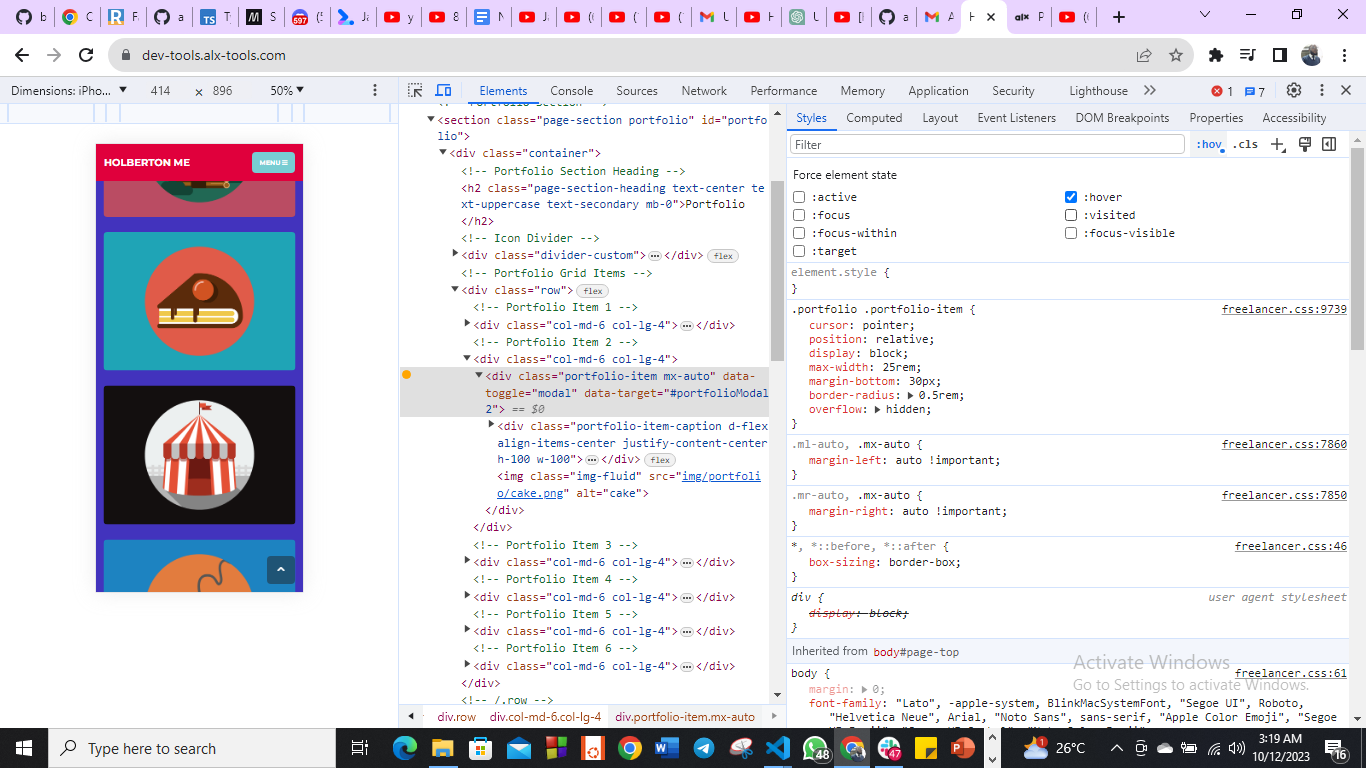 dev-tools.alx-tools.com
Dimensions: iPho... 414 × 896 50%
Elements Console Sources Network Performance Memory Application Security Lighthouse 1 7
HOLBERTON ME
MENU
<section class="page-section portfolio" id="portfo
lio">
<div class="container">
<!-- Portfolio Section Heading -->
<h2 class="page-section-heading text-center te
xt-uppercase text-secondary mb-0">Portfolio
</h2>
<!-- Icon Divider -->
<div class="divider-custom">…</div> flex
<!-- Portfolio Grid Items -->
<div class="row"> flex
<!-- Portfolio Item 1 -->
<div class="col-md-6 col-lg-4">…</div>
<!-- Portfolio Item 2 -->
<div class="col-md-6 col-lg-4">
<div class="portfolio-item mx-auto" data-
toggle="modal" data-target="#portfolioModal
2"> == $0
<div class="portfolio-item-caption d-flex
align-items-center justify-content-center
h-100 w-100">…</div> flex
<img class="img-fluid" src="img/portfoli
o/cake.png" alt="cake">
</div>
</div>
<!-- Portfolio Item 3 -->
<div class="col-md-6 col-lg-4">…</div>
<!-- Portfolio Item 4 -->
<div class="col-md-6 col-lg-4">…</div>
<!-- Portfolio Item 5 -->
<div class="col-md-6 col-lg-4">…</div>
<!-- Portfolio Item 6 -->
<div class="col-md-6 col-lg-4">…</div>
</div>
<!-- /.row -->
div.row div.col-md-6.col-lg-4 div.portfolio-item.mx-auto
Styles Computed Layout Event Listeners DOM Breakpoints Properties Accessibility
Filter :hov .cls
Force element state
:active :hover
:focus :visited
:focus-within :focus-visible
:target
element.style {
}
.portfolio .portfolio-item { freelancer.css:9739
cursor: pointer;
position: relative;
display: block;
max-width: 25rem;
margin-bottom: 30px;
border-radius: 0.5rem;
overflow: hidden;
}
.ml-auto, .mx-auto { freelancer.css:7860
margin-left: auto !important;
}
.mr-auto, .mx-auto { freelancer.css:7850
margin-right: auto !important;
}
*, *::before, *::after { freelancer.css:46
box-sizing: border-box;
}
div { user agent stylesheet
display: block;
}
Inherited from body#page-top
body { freelancer.css:61
margin: 0;
font-family: "Lato", -apple-system, BlinkMacSystemFont, "Segoe UI", Roboto,
"Helvetica Neue", Arial, "Noto Sans", sans-serif, "Apple Color Emoji", "Segoe
Activate Windows
Go to Settings to activate Windows.
Type here to search
48
47
26°C
3:19 AM
10/12/2023
16